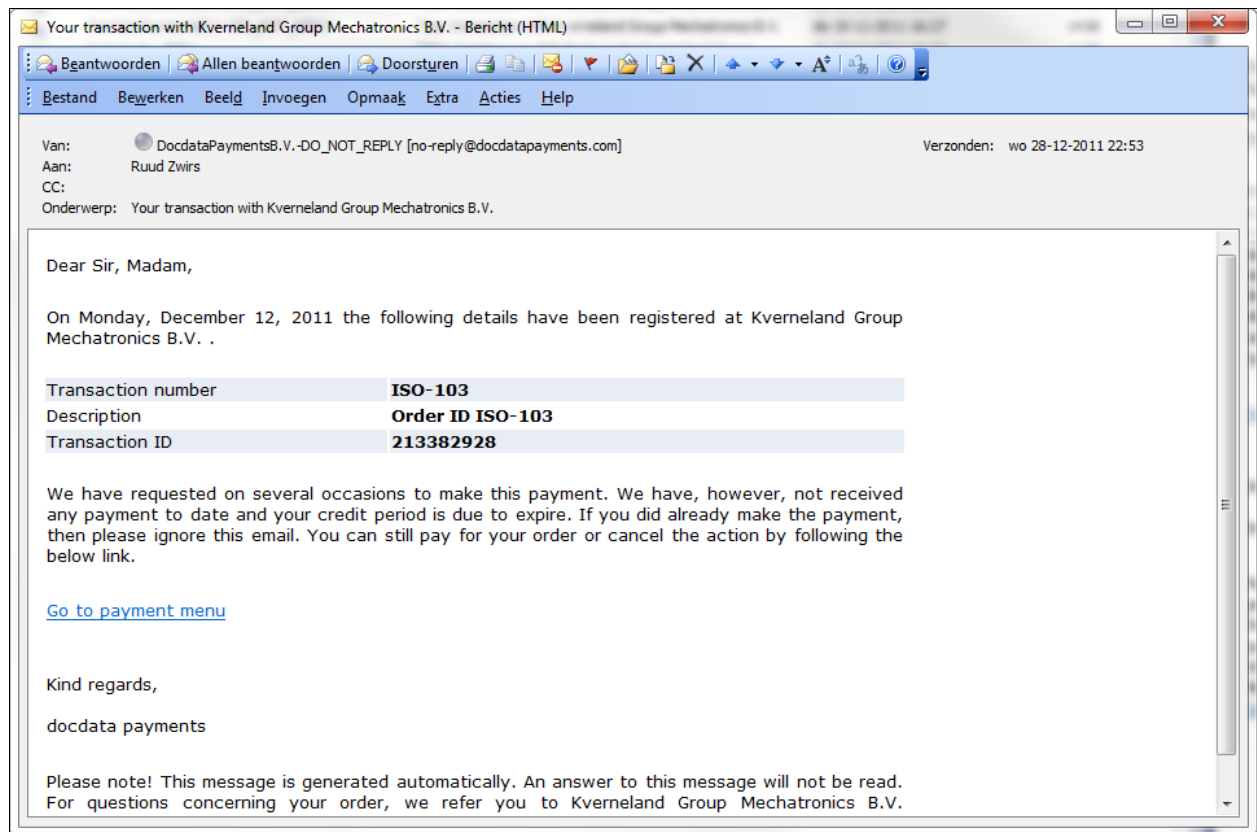 Your transaction with Kverneland Group Mechatronics B.V. - Bericht (HTML)
Beantwoorden Allen beantwoorden Doorsturen
Bestand Bewerken Beeld Invoegen Opmaak Extra Acties Help
Van: DocdataPaymentsB.V.-DO_NOT_REPLY [no-reply@docdatapayments.com] Verzonden: wo 28-12-2011 22:53
Aan: Ruud Zwirs
CC:
Onderwerp: Your transaction with Kverneland Group Mechatronics B.V.
Dear Sir, Madam,
On Monday, December 12, 2011 the following details have been registered at Kverneland Group
Mechatronics B.V. .
Transaction number ISO-103
Description Order ID ISO-103
Transaction ID 213382928
We have requested on several occasions to make this payment. We have, however, not received
any payment to date and your credit period is due to expire. If you did already make the payment,
then please ignore this email. You can still pay for your order or cancel the action by following the
below link.
Go to payment menu
Kind regards,
docdata payments
Please note! This message is generated automatically. An answer to this message will not be read.
For questions concerning your order, we refer you to Kverneland Group Mechatronics B.V.